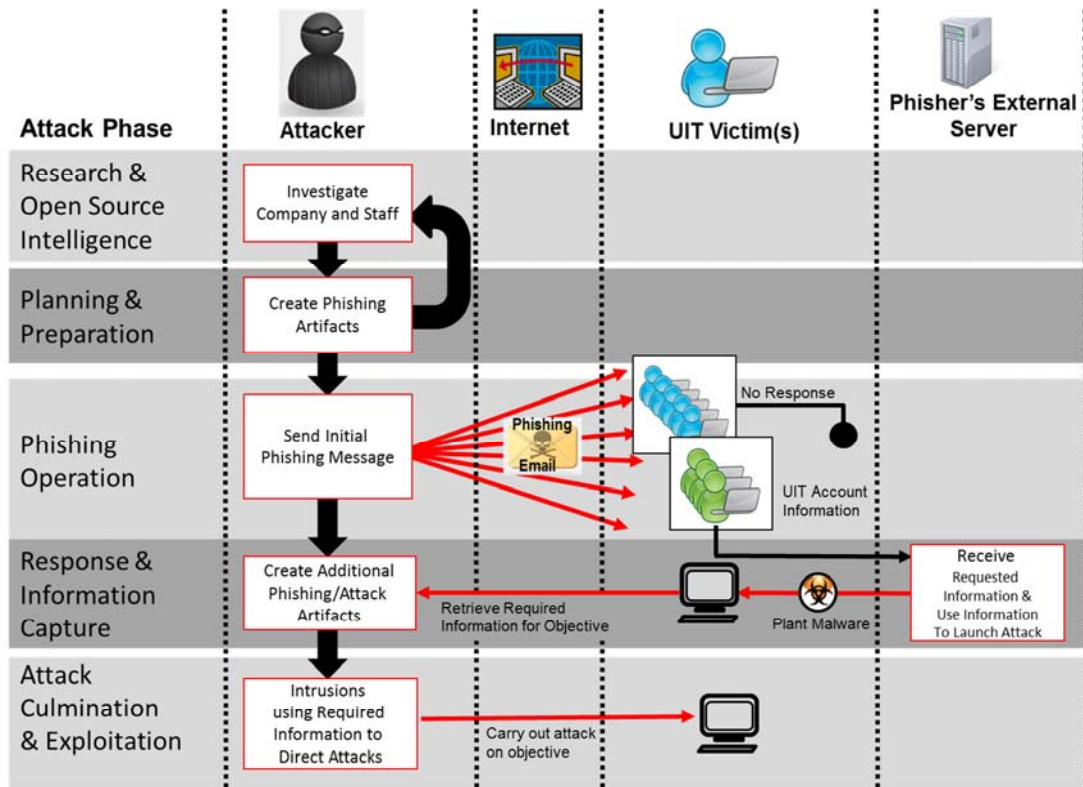 Attack Phase
Attacker
Internet
UIT Victim(s)
Phisher's External
Server
Research &
Open Source
Intelligence
Investigate
Company and Staff
Planning &
Preparation
Create Phishing
Artifacts
Phishing
Operation
Send Initial
Phishing Message
Phishing
Email
No Response
UIT Account
Information
Response &
Information
Capture
Create Additional
Phishing/Attack
Artifacts
Retrieve Required
Information for Objective
Plant Malware
Receive
Requested
Information &
Use Information
To Launch Attack
Attack
Culmination
& Exploitation
Intrusions
using Required
Information to
Direct Attacks
Carry out attack
on objective